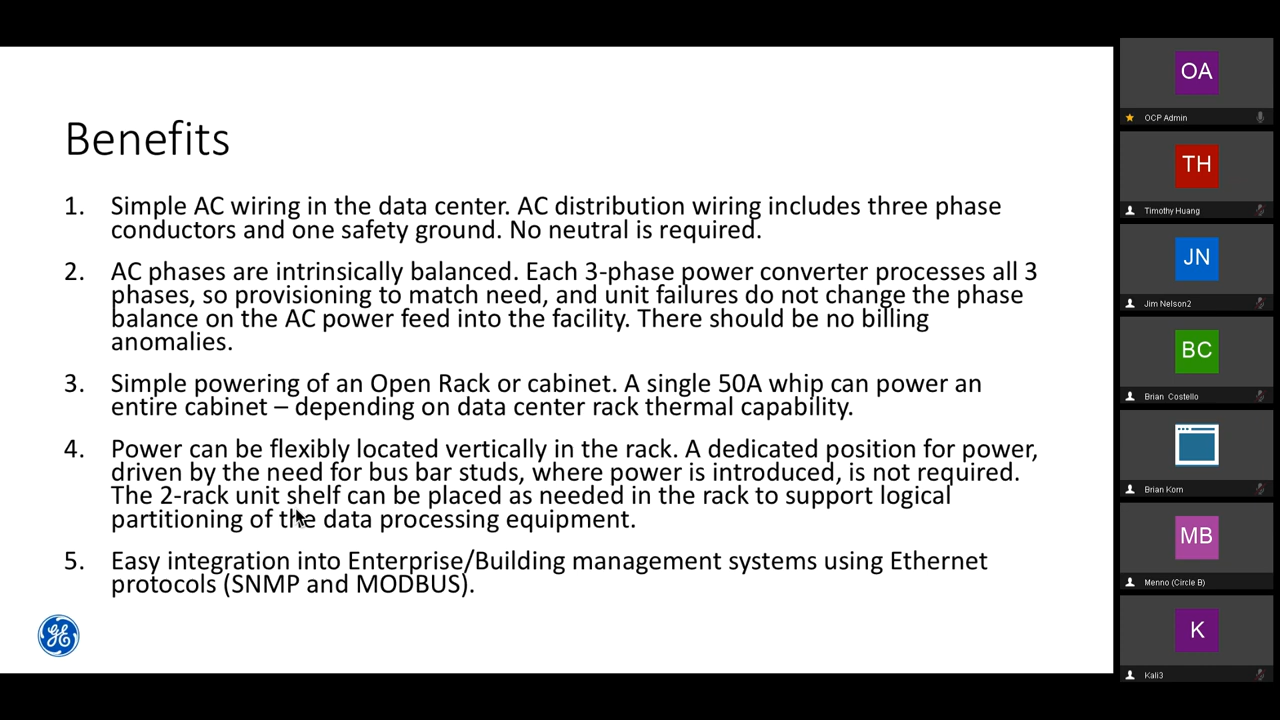 Benefits
1. Simple AC wiring in the data center. AC distribution wiring includes three phase
conductors and one safety ground. No neutral is required.
2. AC phases are intrinsically balanced. Each 3-phase power converter processes all 3
phases, so provisioning to match need, and unit failures do not change the phase
balance on the AC power feed into the facility. There should be no billing
anomalies.
3. Simple powering of an Open Rack or cabinet. A single 50A whip can power an
entire cabinet – depending on data center rack thermal capability.
4. Power can be flexibly located vertically in the rack. A dedicated position for power,
driven by the need for bus bar studs, where power is introduced, is not required.
The 2-rack unit shelf can be placed as needed in the rack to support logical
partitioning of the data processing equipment.
5. Easy integration into Enterprise/Building management systems using Ethernet
protocols (SNMP and MODBUS).
GE
OA
OCP Admin
TH
Timothy Huang
JN
Jim Nelson2
BC
Brian Costello
Brian Korn
MB
Menno (Circle B)
K
Kali3